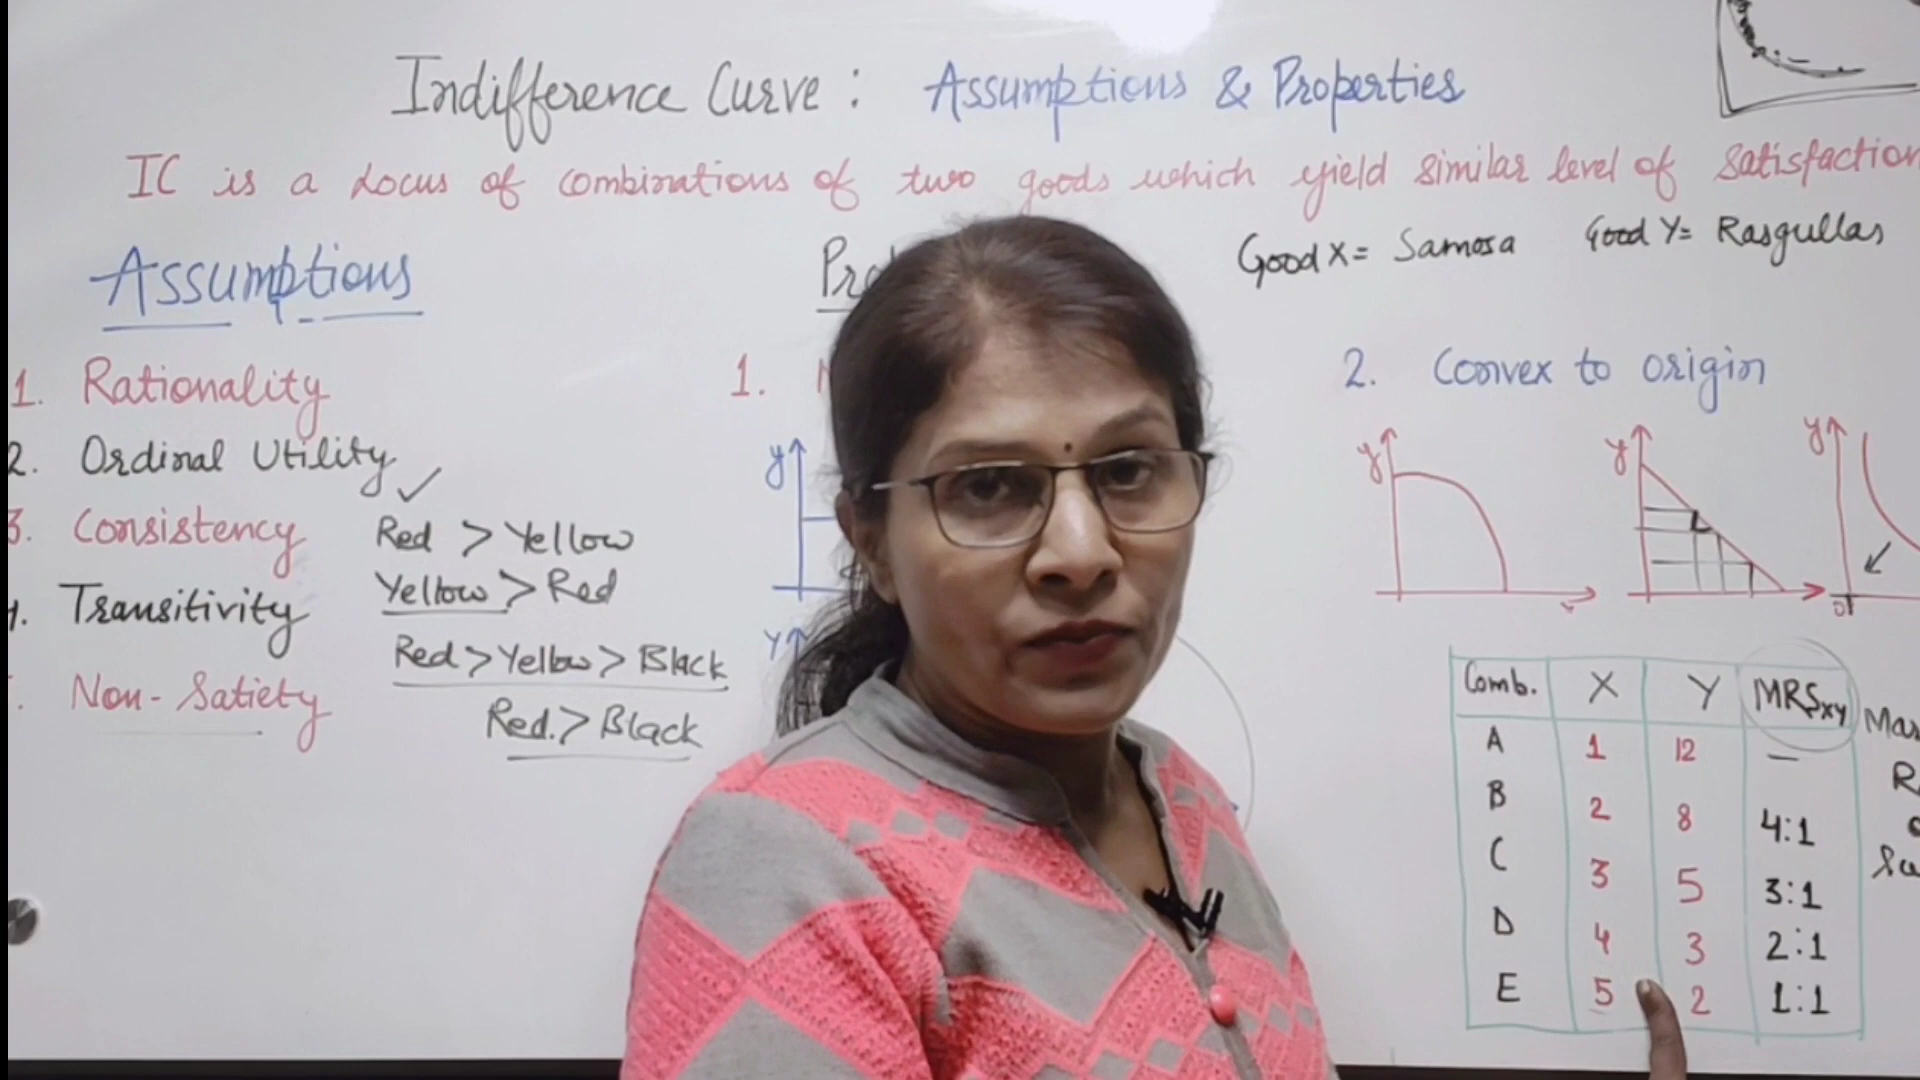 Indifference Curve : Assumptions & Properties
IC is a Locus of combinations of two goods which yield similar level of satisfaction
Good X = Samosa Good Y = Rasgullas
Assumptions
1. Rationality
2. Ordinal Utility ✓
3. Consistency
Red > Yellow
Yellow > Red
Transitivity
Red > Yellow > Black
Non-Satiety
Red. > Black
1.
y
Y
2. Convex to origin
y
x
y
y
0
Comb. X Y MRSxy
A 1 12 —
B 2 8 4:1
C 3 5 3:1
D 4 3 2:1
E 5 2 1:1